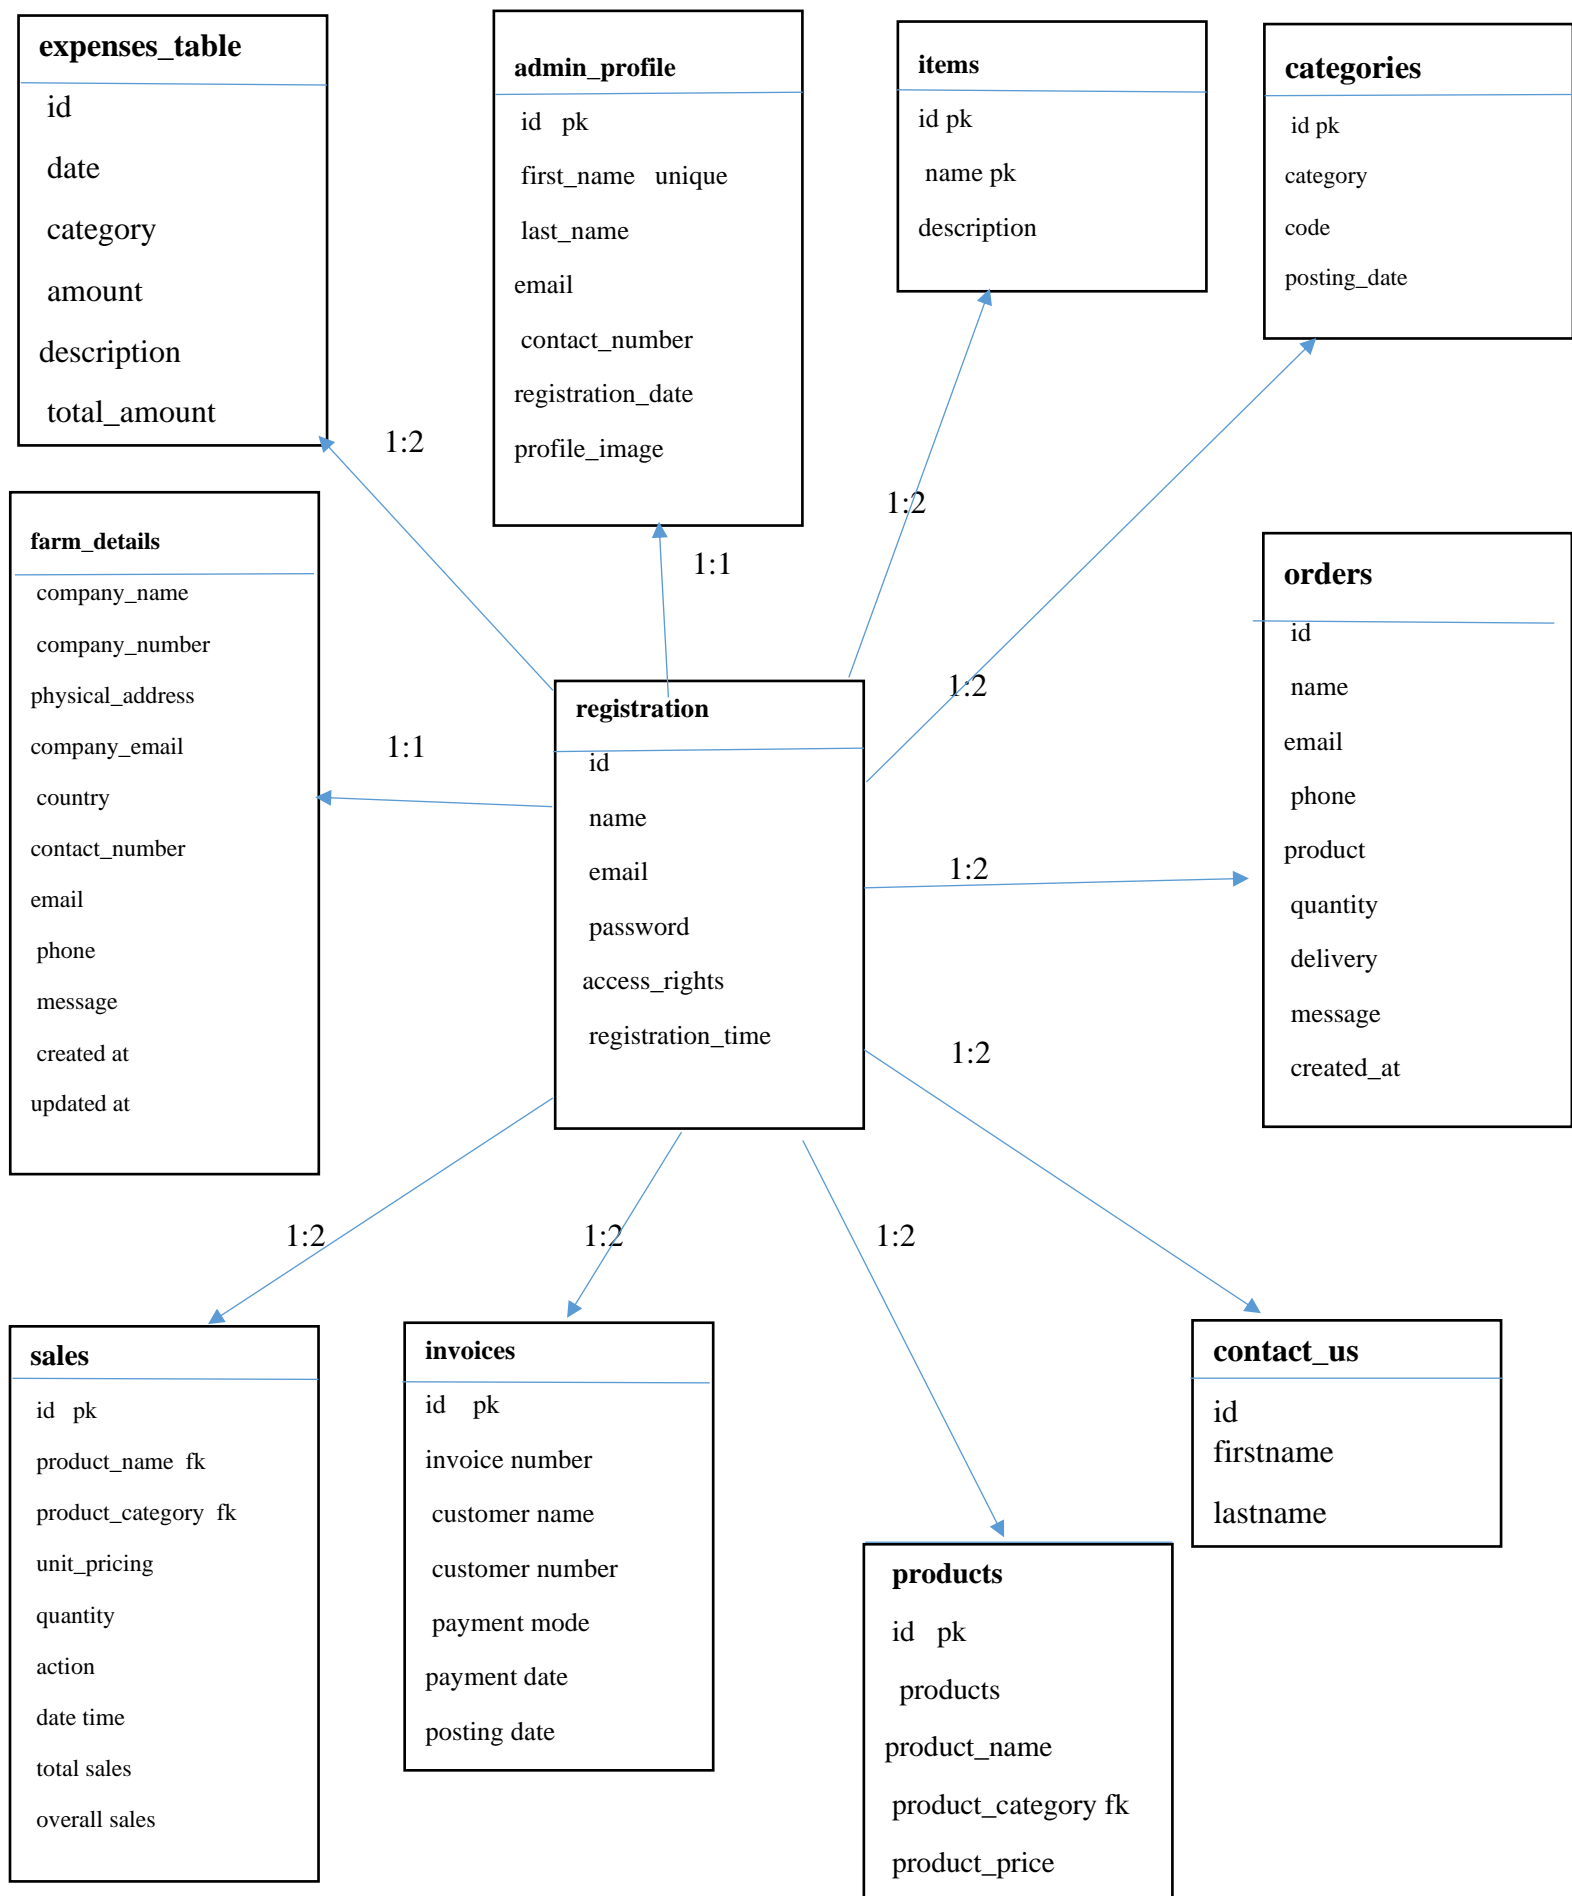 expenses_table
id
date
category
amount
description
total_amount
admin_profile
id pk
first_name unique
last_name
email
contact_number
registration_date
profile_image
items
id pk
name pk
description
categories
id pk
category
code
posting_date
1:2
1:1
1:2
1:2
farm_details
company_name
company_number
physical_address
company_email
country
contact_number
email
phone
message
created at
updated at
1:1
registration
id
name
email
password
access_rights
registration_time
1:2
orders
id
name
email
phone
product
quantity
delivery
message
created_at
1:2
1:2
1:2
1:2
sales
id pk
product_name fk
product_category fk
unit_pricing
quantity
action
date time
total sales
overall sales
invoices
id pk
invoice number
customer name
customer number
payment mode
payment date
posting date
products
id pk
products
product_name
product_category fk
product_price
contact_us
id
firstname
lastname